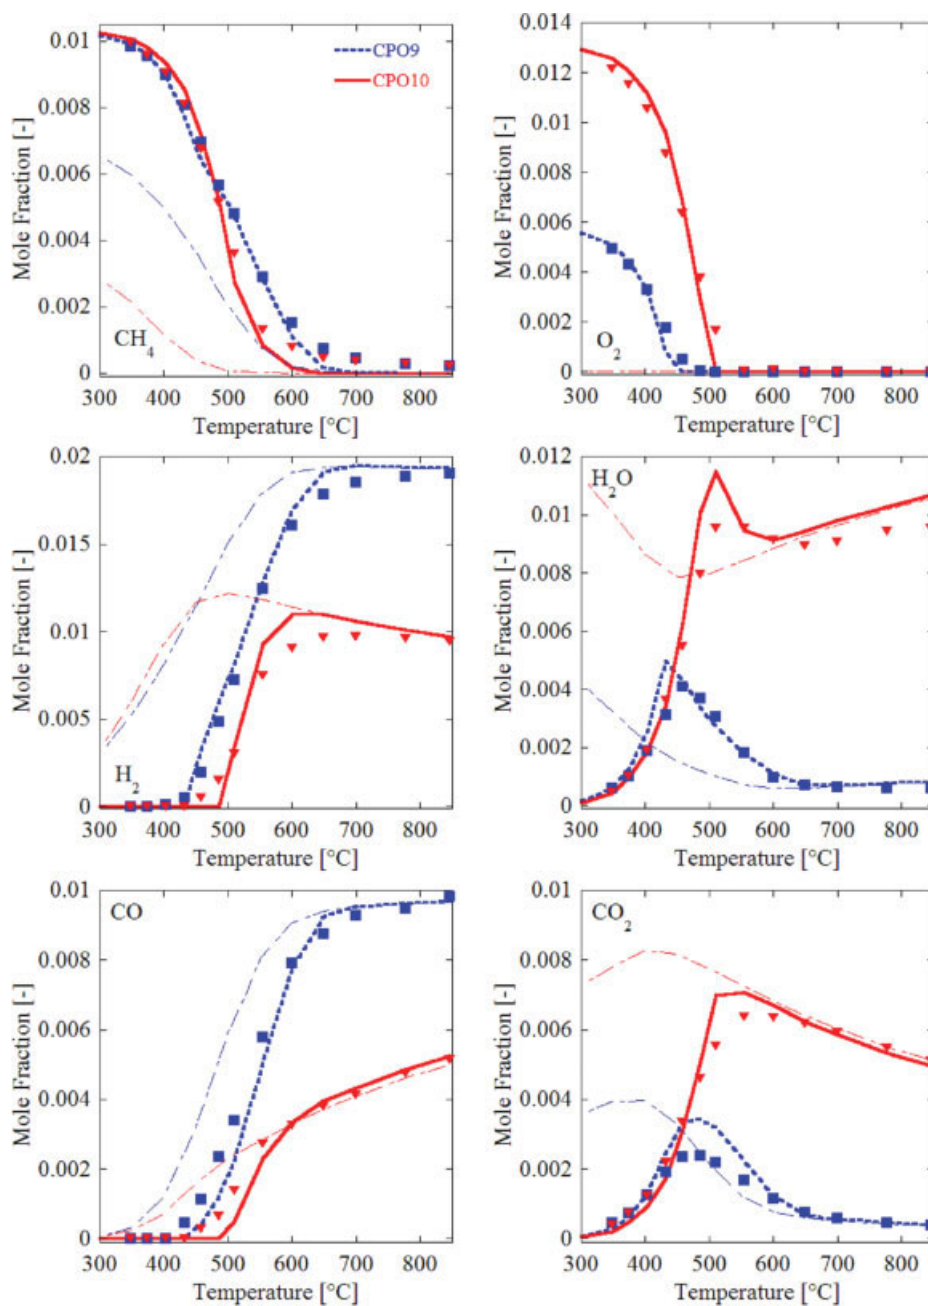 0.01
0.008
0.006
0.004
0.002
0
Mole Fraction [-]
CPO9
CPO10
CH4
300 400 500 600 700 800
Temperature [°C]
0.014
0.012
0.01
0.008
0.006
0.004
0.002
0
Mole Fraction [-]
O2
300 400 500 600 700 800
Temperature [°C]
0.02
0.015
0.01
0.005
0
Mole Fraction [-]
H2
300 400 500 600 700 800
Temperature [°C]
0.012
0.01
0.008
0.006
0.004
0.002
0
Mole Fraction [-]
H2O
300 400 500 600 700 800
Temperature [°C]
0.01
0.008
0.006
0.004
0.002
0
Mole Fraction [-]
CO
300 400 500 600 700 800
Temperature [°C]
0.01
0.008
0.006
0.004
0.002
0
Mole Fraction [-]
CO2
300 400 500 600 700 800
Temperature [°C]